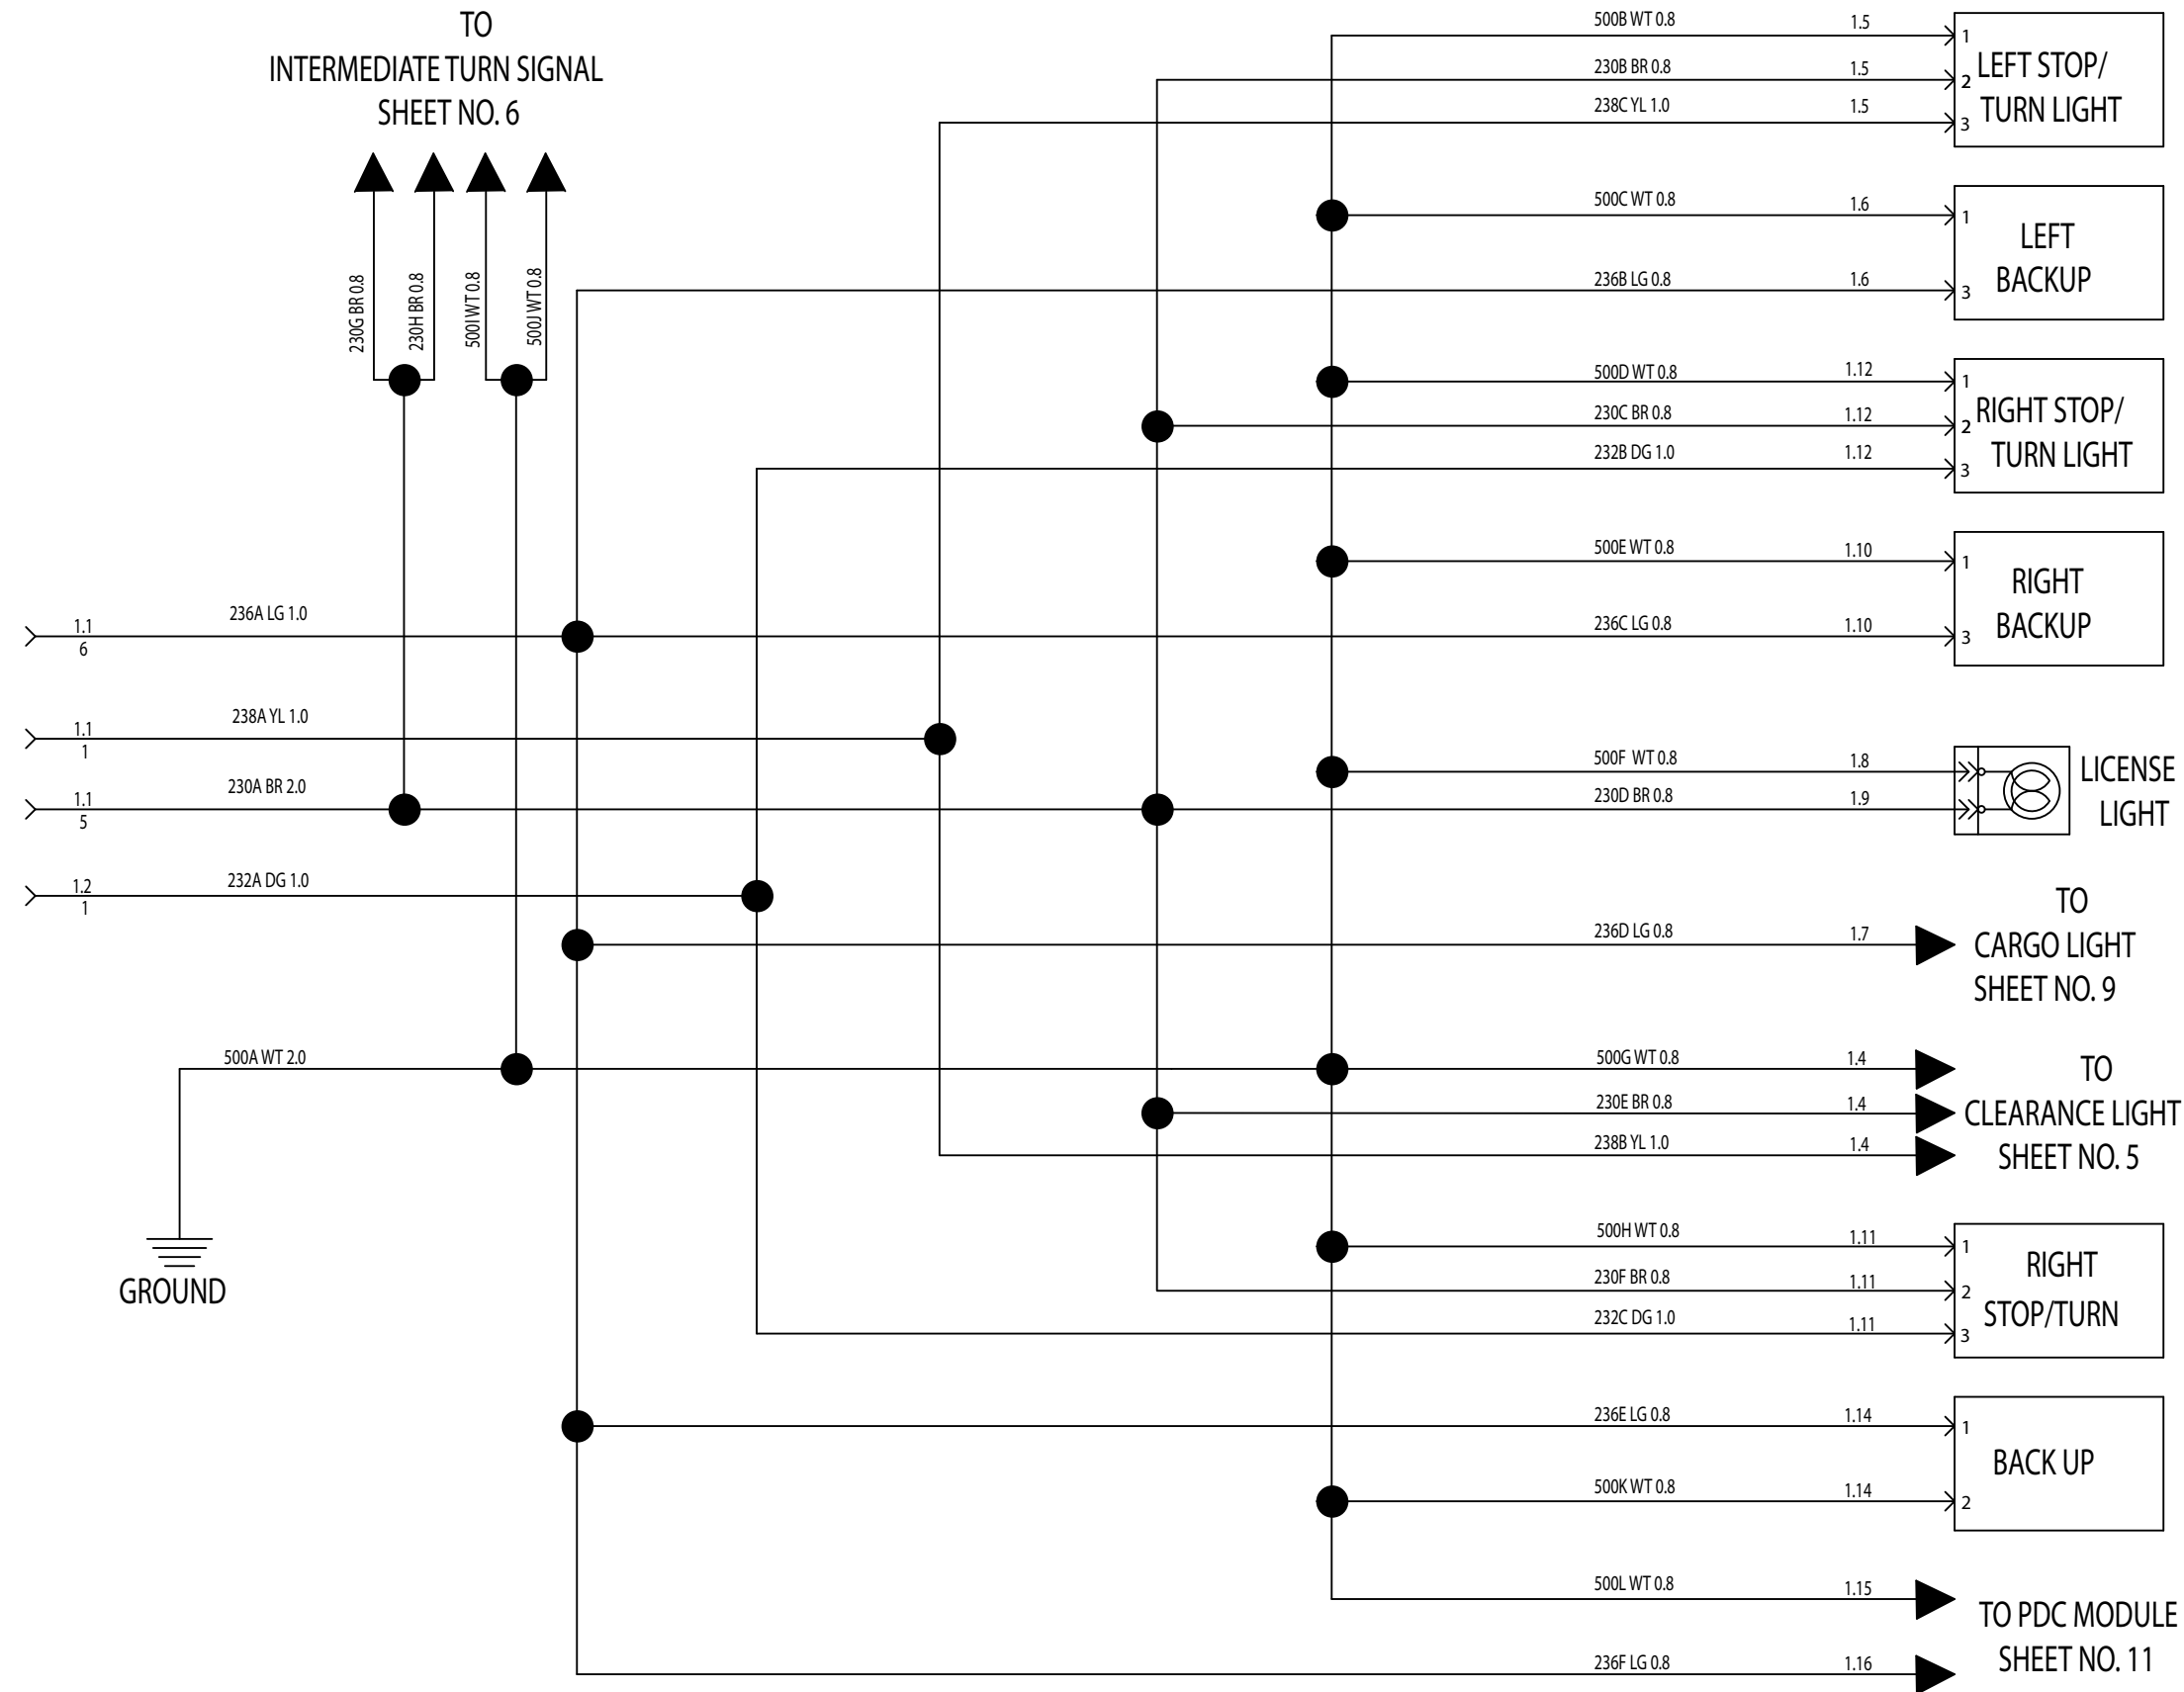 TO
INTERMEDIATE TURN SIGNAL
SHEET NO. 6
230G BR 0.8
230H BR 0.8
500I WT 0.8
500J WT 0.8
500B WT 0.8 1.5 1
230B BR 0.8 1.5 2
238C YL 1.0 1.5 3
LEFT STOP/
TURN LIGHT
500C WT 0.8 1.6 1
236B LG 0.8 1.6 3
LEFT
BACKUP
500D WT 0.8 1.12 1
230C BR 0.8 1.12 2
232B DG 1.0 1.12 3
RIGHT STOP/
TURN LIGHT
500E WT 0.8 1.10 1
236C LG 0.8 1.10 3
RIGHT
BACKUP
1.1 236A LG 1.0
6
1.1 238A YL 1.0
1
1.1 230A BR 2.0
5
1.2 232A DG 1.0
1
500F WT 0.8 1.8
230D BR 0.8 1.9
LICENSE
LIGHT
236D LG 0.8 1.7
TO
CARGO LIGHT
SHEET NO. 9
500A WT 2.0
GROUND
500G WT 0.8 1.4
230E BR 0.8 1.4
238B YL 1.0 1.4
TO
CLEARANCE LIGHT
SHEET NO. 5
500H WT 0.8 1.11 1
230F BR 0.8 1.11 2
232C DG 1.0 1.11 3
RIGHT
STOP/TURN
236E LG 0.8 1.14 1
500K WT 0.8 1.14 2
BACK UP
500L WT 0.8 1.15
236F LG 0.8 1.16
TO PDC MODULE
SHEET NO. 11